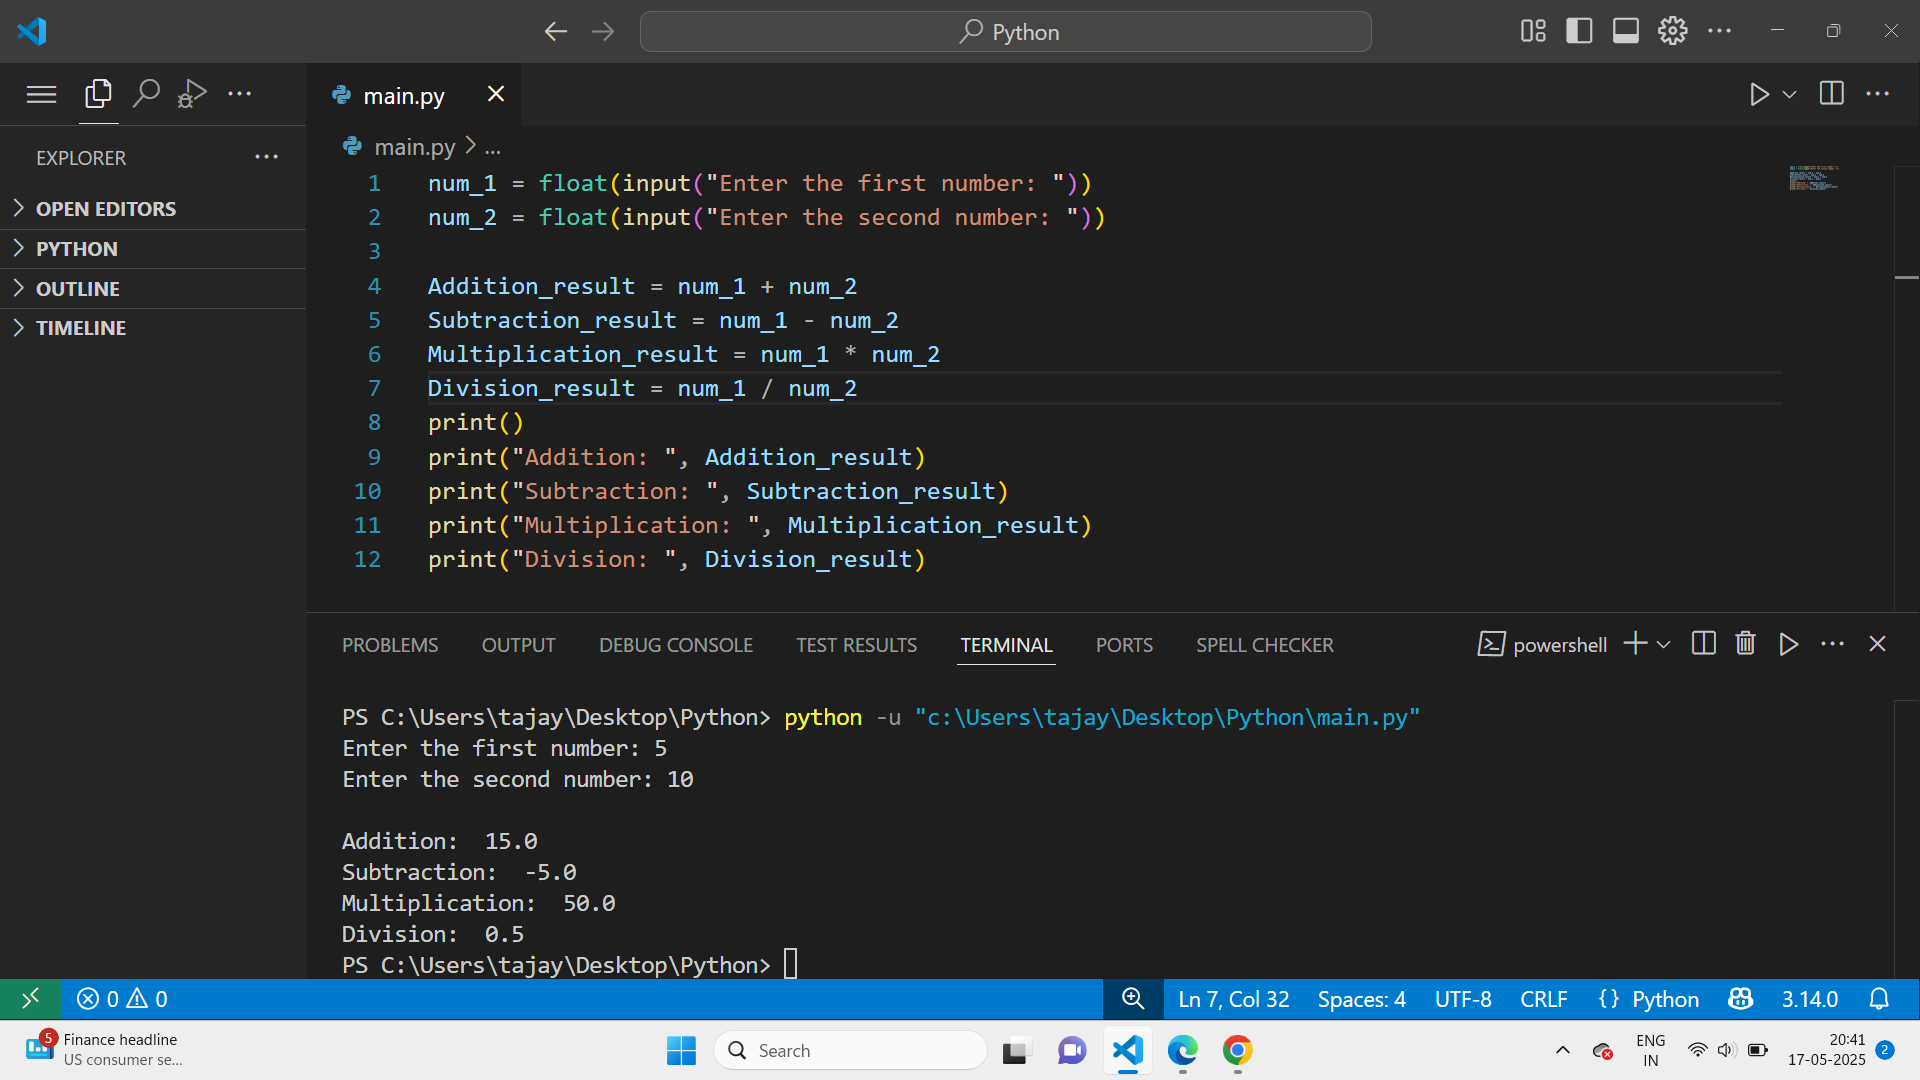 Python
main.py
EXPLORER
OPEN EDITORS
PYTHON
OUTLINE
TIMELINE
main.py > ...
1 num_1 = float(input("Enter the first number: "))
2 num_2 = float(input("Enter the second number: "))
3
4 Addition_result = num_1 + num_2
5 Subtraction_result = num_1 - num_2
6 Multiplication_result = num_1 * num_2
7 Division_result = num_1 / num_2
8 print()
9 print("Addition: ", Addition_result)
10 print("Subtraction: ", Subtraction_result)
11 print("Multiplication: ", Multiplication_result)
12 print("Division: ", Division_result)
PROBLEMS OUTPUT DEBUG CONSOLE TEST RESULTS TERMINAL PORTS SPELL CHECKER powershell
PS C:\Users\tajay\Desktop\Python> python -u "c:\Users\tajay\Desktop\Python\main.py"
Enter the first number: 5
Enter the second number: 10
Addition:  15.0
Subtraction:  -5.0
Multiplication:  50.0
Division:  0.5
PS C:\Users\tajay\Desktop\Python>
0 0 Ln 7, Col 32 Spaces: 4 UTF-8 CRLF {} Python 3.14.0
5 Finance headline
US consumer se...
Search
ENG
IN
20:41
17-05-2025
2